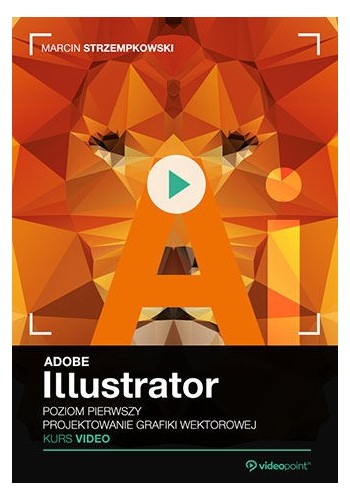 MARCIN STRZEMPKOWSKI
Ai
ADOBE
Illustrator
POZIOM PIERWSZY
PROJEKTOWANIE GRAFIKI WEKTOROWEJ
KURS VIDEO
videopoint